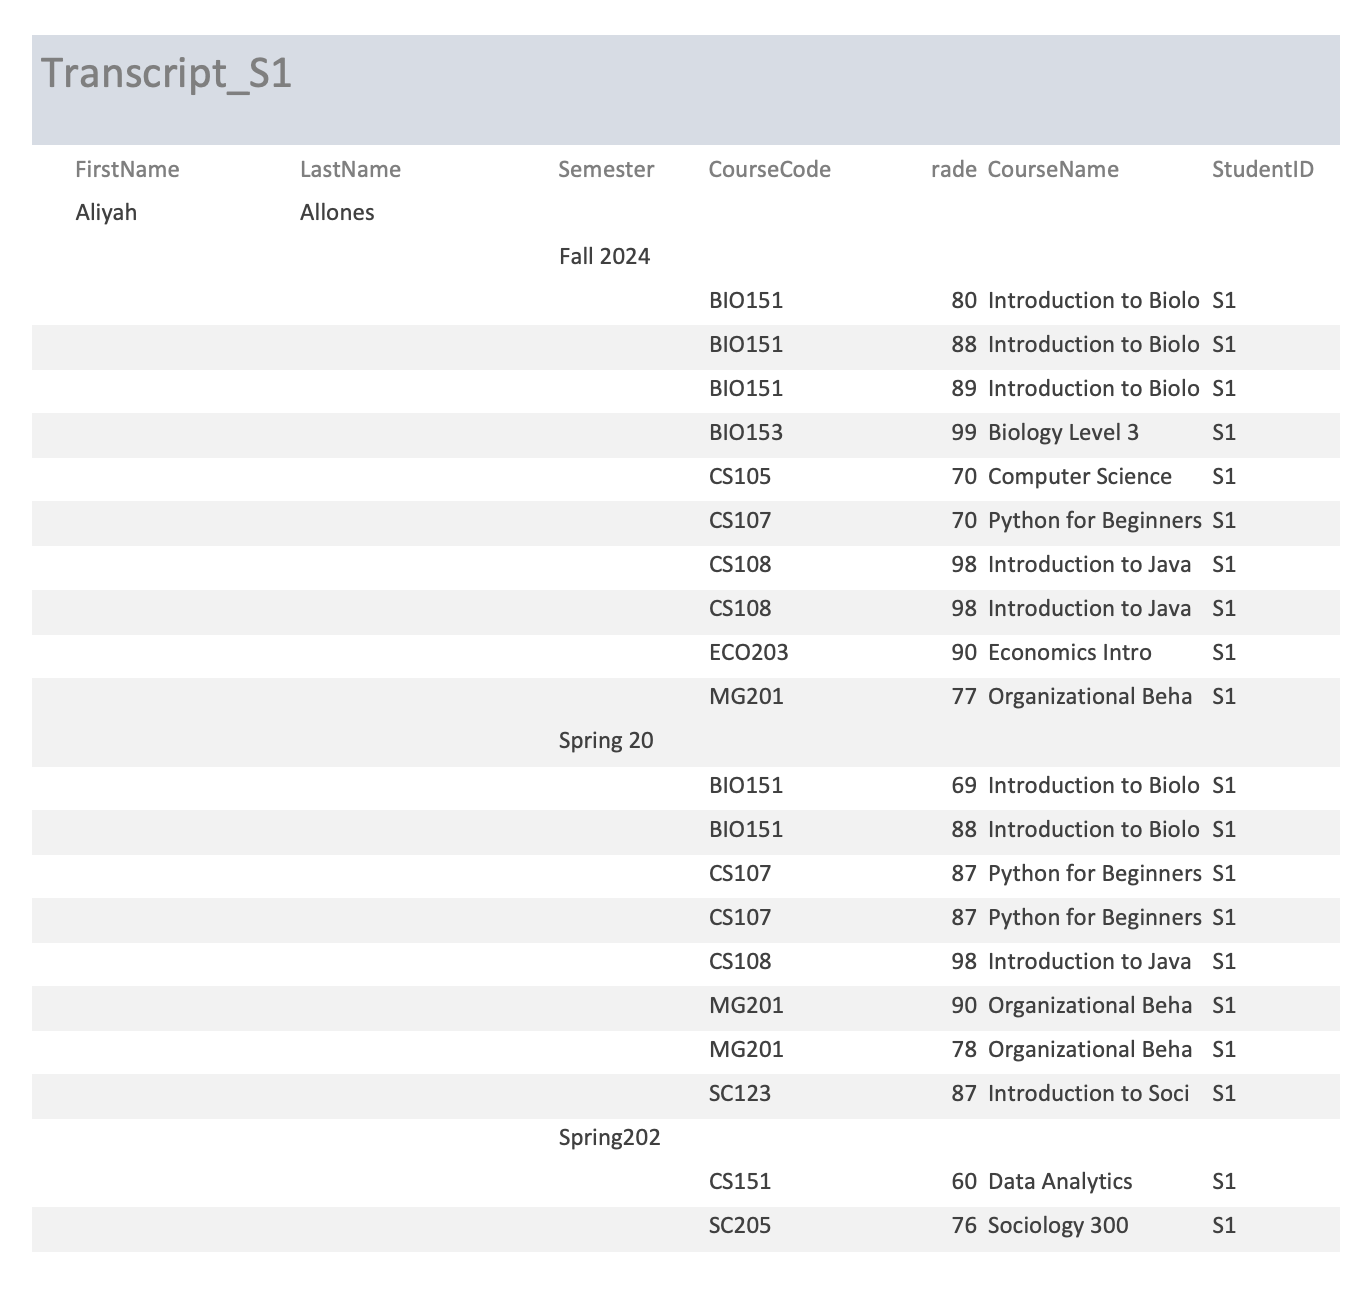 Transcript_S1
FirstName LastName Semester CourseCode rade CourseName StudentID
Aliyah Allones
Fall 2024
BIO151 80 Introduction to Biolo S1
BIO151 88 Introduction to Biolo S1
BIO151 89 Introduction to Biolo S1
BIO153 99 Biology Level 3 S1
CS105 70 Computer Science S1
CS107 70 Python for Beginners S1
CS108 98 Introduction to Java S1
CS108 98 Introduction to Java S1
ECO203 90 Economics Intro S1
MG201 77 Organizational Beha S1
Spring 20
BIO151 69 Introduction to Biolo S1
BIO151 88 Introduction to Biolo S1
CS107 87 Python for Beginners S1
CS107 87 Python for Beginners S1
CS108 98 Introduction to Java S1
MG201 90 Organizational Beha S1
MG201 78 Organizational Beha S1
SC123 87 Introduction to Soci S1
Spring202
CS151 60 Data Analytics S1
SC205 76 Sociology 300 S1